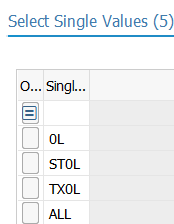 Select Single Values (5)
O... Singl...
0L
ST0L
TX0L
ALL